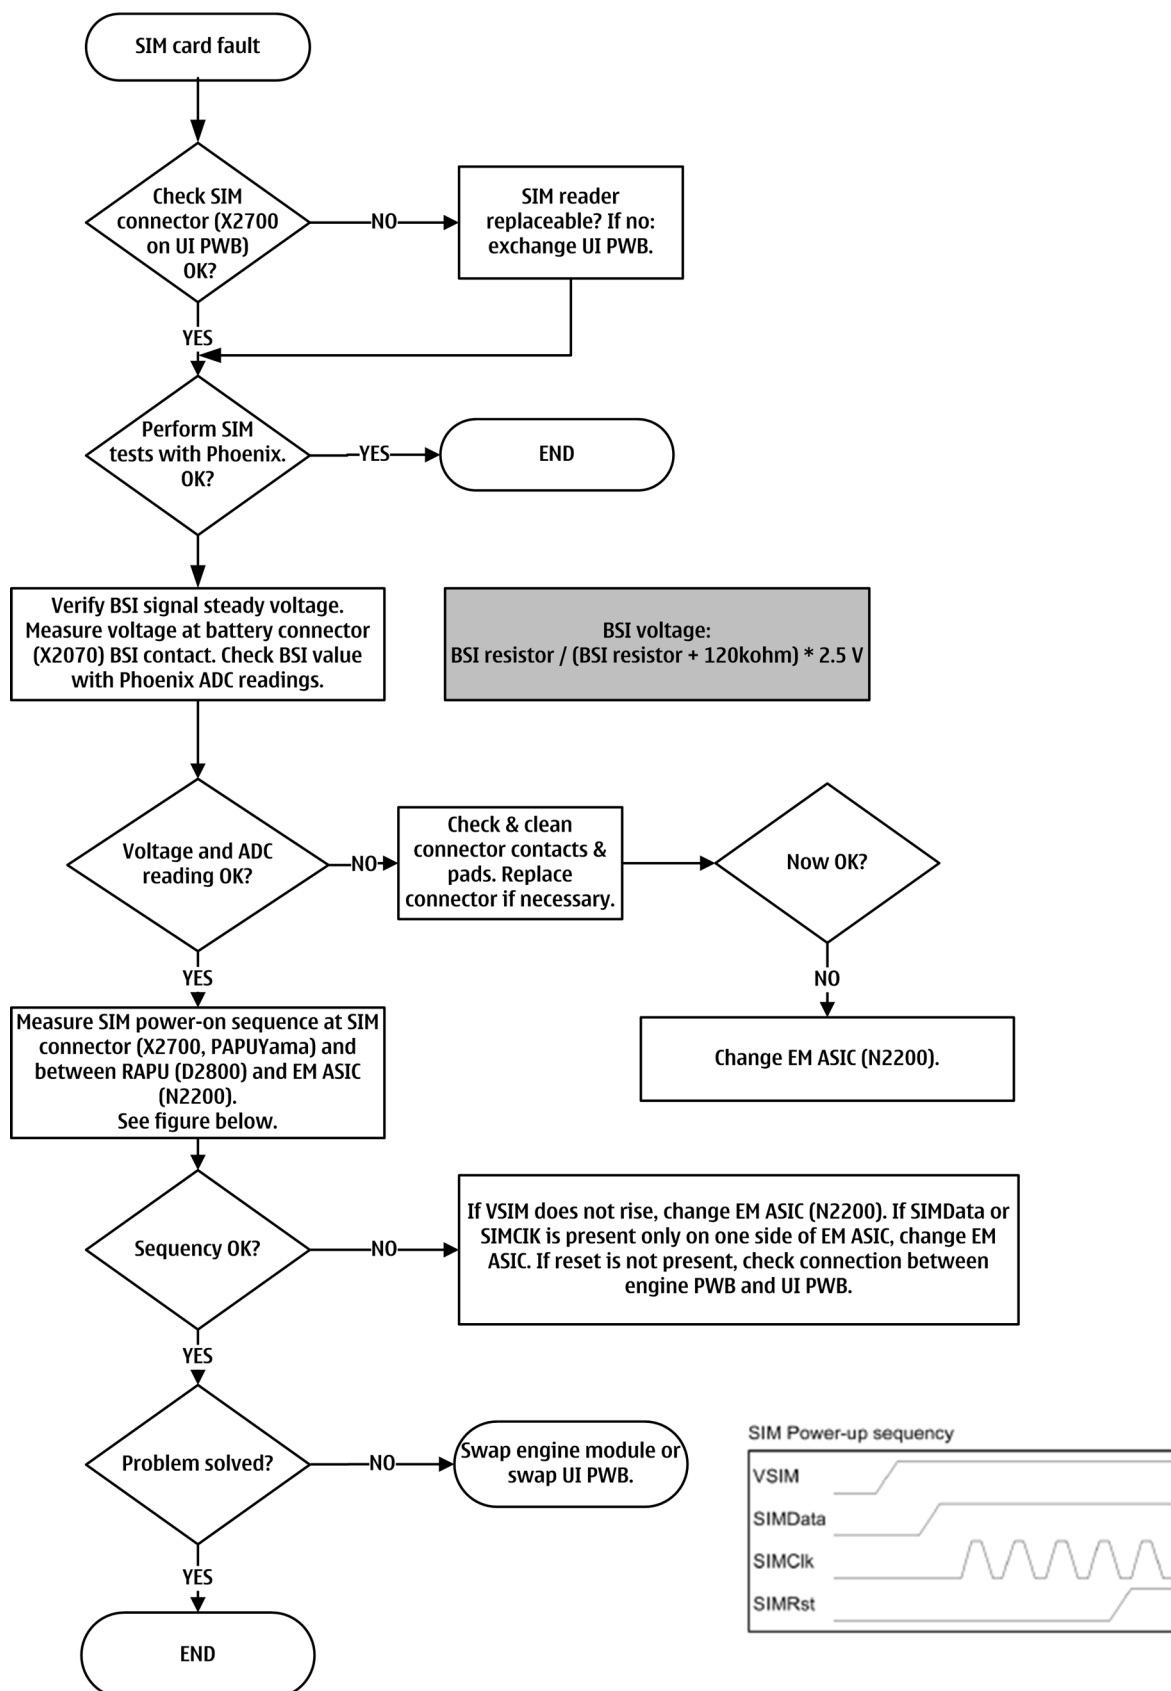 SIM card fault
Check SIM
connector (X2700
on UI PWB)
OK?
NO
SIM reader
replaceable? If no:
exchange UI PWB.
YES
Perform SIM
tests with Phoenix.
OK?
YES
END
Verify BSI signal steady voltage.
Measure voltage at battery connector
(X2070) BSI contact. Check BSI value
with Phoenix ADC readings.
BSI voltage:
BSI resistor / (BSI resistor + 120kohm) * 2.5 V
Voltage and ADC
reading OK?
NO
Check & clean
connector contacts &
pads. Replace
connector if necessary.
Now OK?
YES
NO
Measure SIM power-on sequence at SIM
connector (X2700, PAPUYama) and
between RAPU (D2800) and EM ASIC
(N2200).
See figure below.
Change EM ASIC (N2200).
Sequency OK?
NO
If VSIM does not rise, change EM ASIC (N2200). If SIMData or
SIMClK is present only on one side of EM ASIC, change EM
ASIC. If reset is not present, check connection between
engine PWB and UI PWB.
YES
Problem solved?
NO
Swap engine module or
swap UI PWB.
YES
END
SIM Power-up sequency
VSIM
SIMData
SIMClk
SIMRst